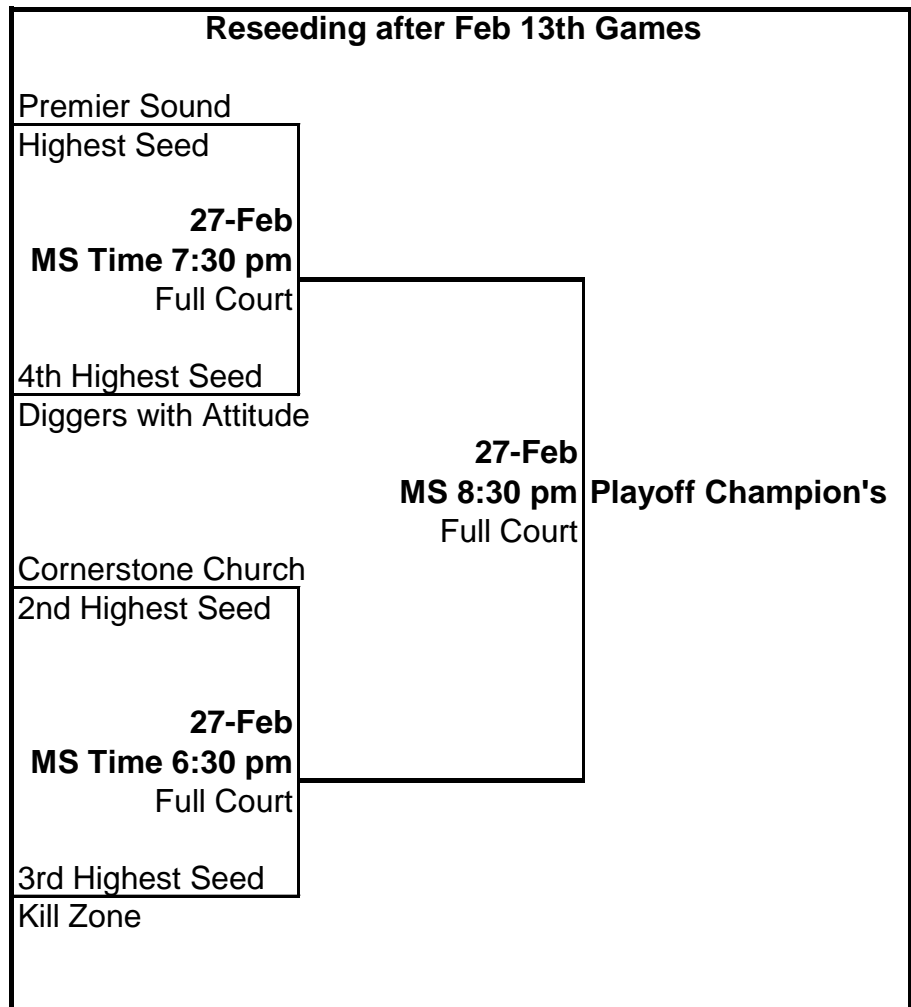 Reseeding after Feb 13th Games
Premier Sound
Highest Seed
27-Feb
MS Time 7:30 pm
Full Court
4th Highest Seed
Diggers with Attitude
27-Feb
MS 8:30 pm Playoff Champion's
Full Court
Cornerstone Church
2nd Highest Seed
27-Feb
MS Time 6:30 pm
Full Court
3rd Highest Seed
Kill Zone